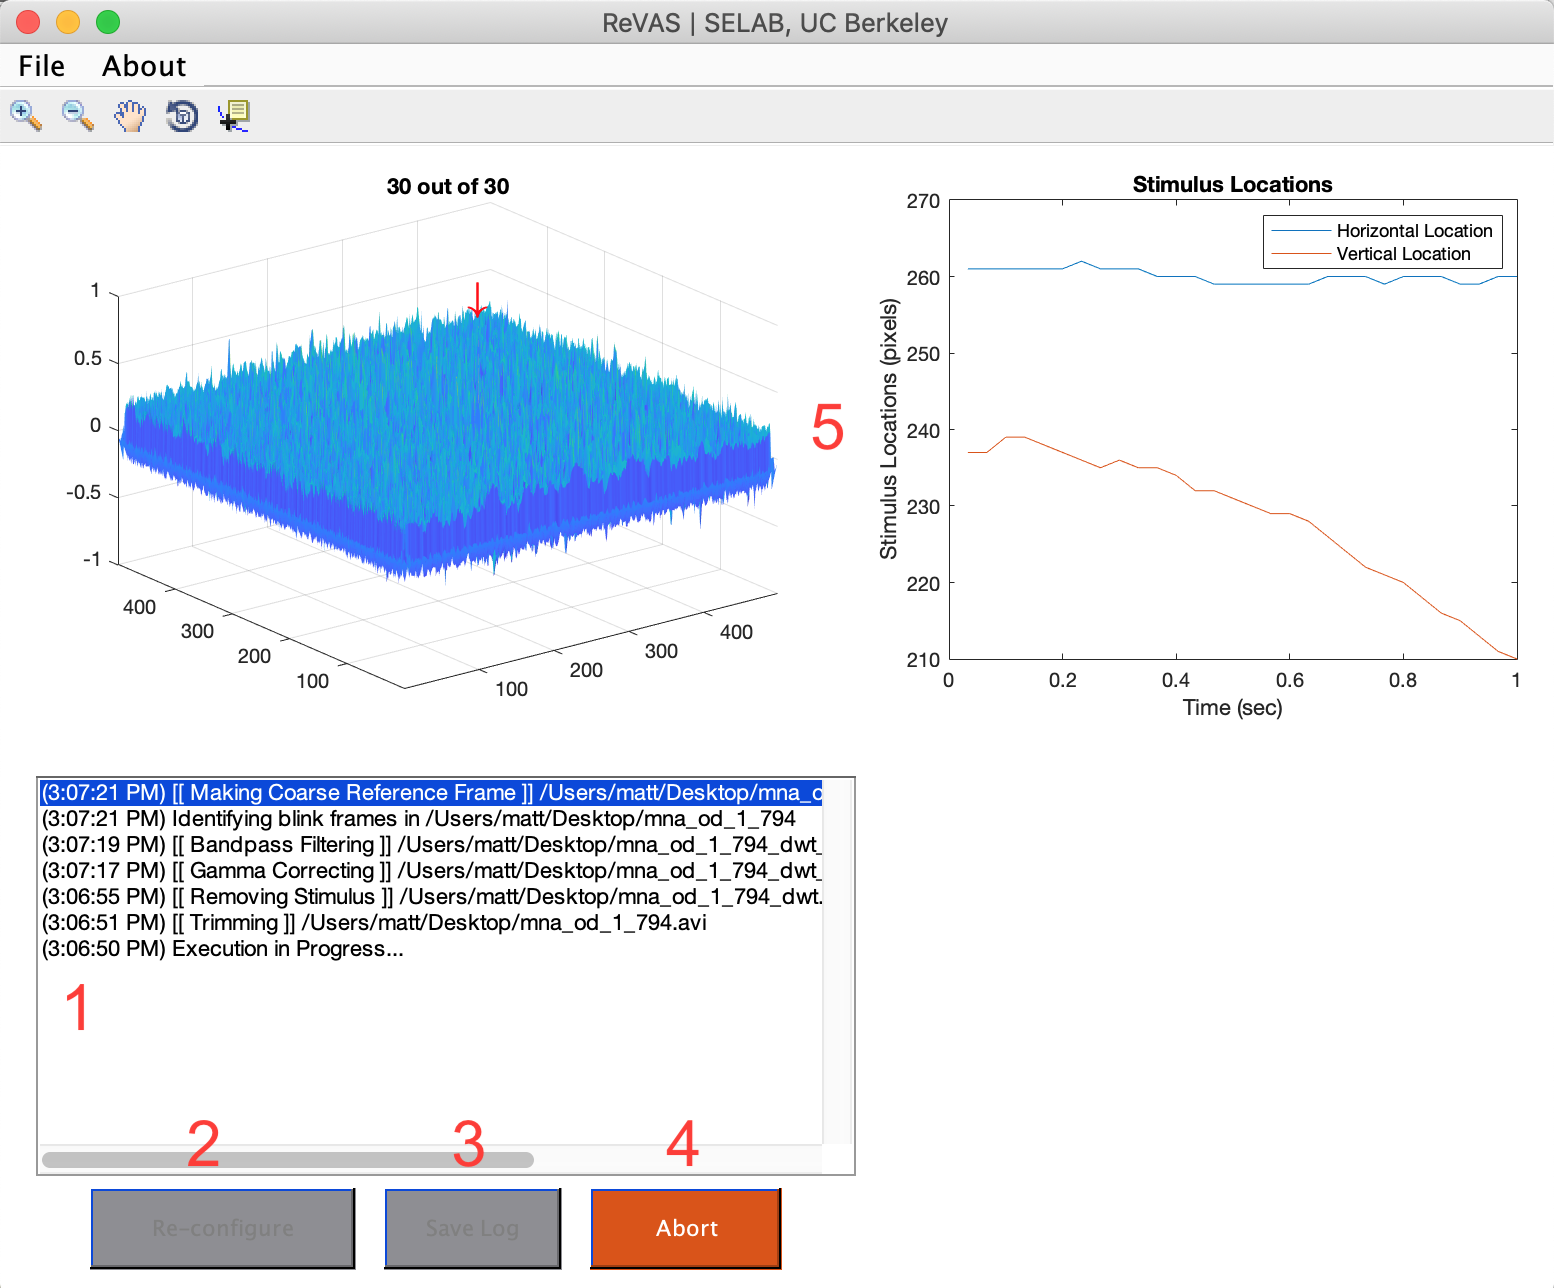 ReVAS | SELAB, UC Berkeley
File About
30 out of 30
1
0.5
0
-0.5
-1
400
300
200
100
100
200
300
400
5
Stimulus Locations
Horizontal Location
Vertical Location
Stimulus Locations (pixels)
270
260
250
240
230
220
210
0 0.2 0.4 0.6 0.8 1
Time (sec)
(3:07:21 PM) [[ Making Coarse Reference Frame ]] /Users/matt/Desktop/mna_o
(3:07:21 PM) Identifying blink frames in /Users/matt/Desktop/mna_od_1_794
(3:07:19 PM) [[ Bandpass Filtering ]] /Users/matt/Desktop/mna_od_1_794_dwt_
(3:07:17 PM) [[ Gamma Correcting ]] /Users/matt/Desktop/mna_od_1_794_dwt_
(3:06:55 PM) [[ Removing Stimulus ]] /Users/matt/Desktop/mna_od_1_794_dwt.
(3:06:51 PM) [[ Trimming ]] /Users/matt/Desktop/mna_od_1_794.avi
(3:06:50 PM) Execution in Progress...
1
2 3 4
Re-configure Save Log Abort